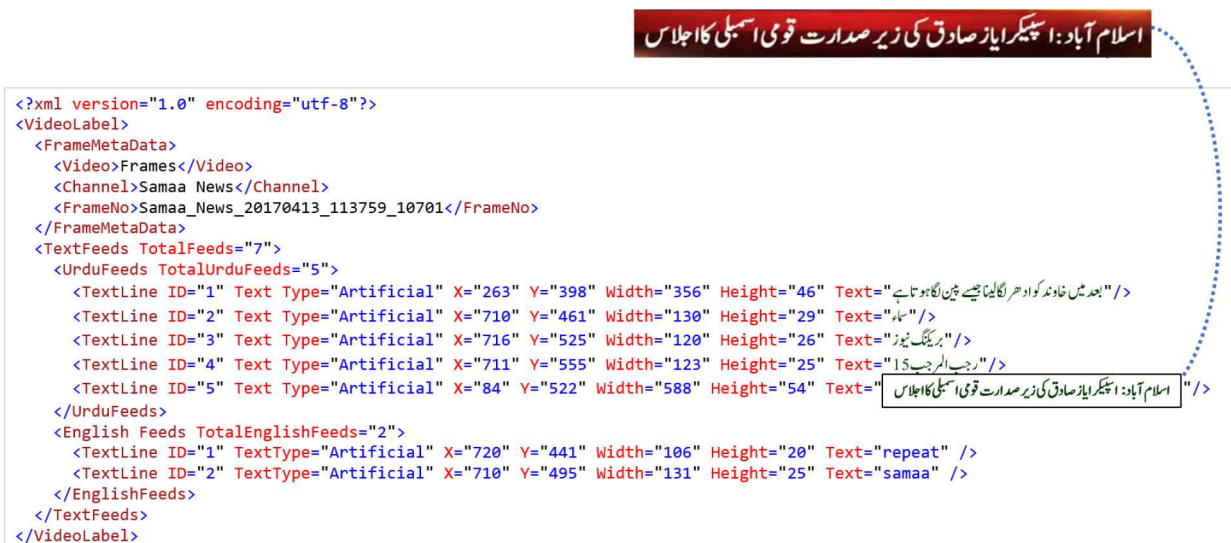 اسلام آباد: اسپیکر ایاز صادق کی زیر صدارت قومی اسمبلی کا اجلاس
<?xml version="1.0" encoding="utf-8"?>
<VideoLabel>
<FrameMetaData>
<Video>Frames</Video>
<Channel>Samaa News</Channel>
<FrameNo>Samaa_News_20170413_113759_10701</FrameNo>
</FrameMetaData>
<TextFeeds TotalFeeds="7">
<UrduFeeds TotalUrduFeeds="5">
<TextLine ID="1" Text Type="Artificial" X="263" Y="398" Width="356" Height="46" Text="بعد میں خاوند کو ادھر لگا لینا جیسے پین لگا ہوتا ہے"/>
<TextLine ID="2" Text Type="Artificial" X="710" Y="461" Width="130" Height="29" Text="سماء"/>
<TextLine ID="3" Text Type="Artificial" X="716" Y="525" Width="120" Height="26" Text="بریکنگ نیوز"/>
<TextLine ID="4" Text Type="Artificial" X="711" Y="555" Width="123" Height="25" Text="15رجب المرجب"/>
<TextLine ID="5" Text Type="Artificial" X="84" Y="522" Width="588" Height="54" Text="اسلام آباد: اسپیکر ایاز صادق کی زیر صدارت قومی اسمبلی کا اجلاس"/>
</UrduFeeds>
<English Feeds TotalEnglishFeeds="2">
<TextLine ID="1" TextType="Artificial" X="720" Y="441" Width="106" Height="20" Text="repeat" />
<TextLine ID="2" TextType="Artificial" X="710" Y="495" Width="131" Height="25" Text="samaa" />
</EnglishFeeds>
</TextFeeds>
</VideoLabel>